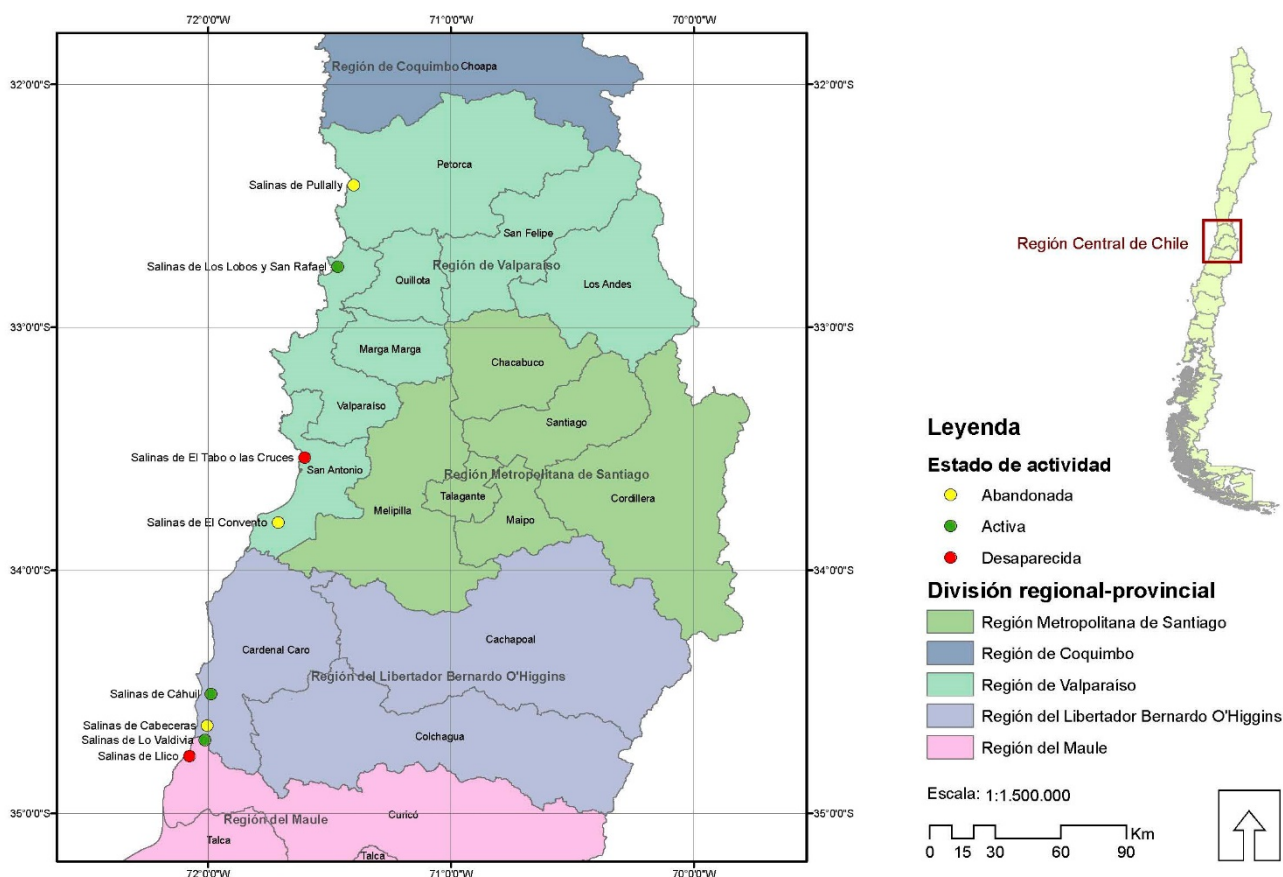 72°0'0"W
71°0'0"W
70°0'0"W
Región de Coquimbo
Choapa
32°0'0"S
32°0'0"S
Petorca
Salinas de Pullally
San Felipe
Salinas de Los Lobos y San Rafael
Región de Valparaíso
Quillota
Los Andes
33°0'0"S
33°0'0"S
Marga Marga
Chacabuco
Valparaíso
Santiago
Salinas de El Tabo o las Cruces
San Antonio
Región Metropolitana de Santiago
Talagante
Cordillera
Melipilla
Maipo
Salinas de El Convento
34°0'0"S
34°0'0"S
Cardenal Caro
Cachapoal
Región del Libertador Bernardo O'Higgins
Salinas de Cáhuil
Salinas de Cabeceras
Salinas de Lo Valdivia
Colchagua
Salinas de Llico
35°0'0"S
35°0'0"S
Curicó
Región del Maule
Talca
Talca
72°0'0"W
71°0'0"W
70°0'0"W
Región Central de Chile
Leyenda
Estado de actividad
Abandonada
Activa
Desaparecida
División regional-provincial
Región Metropolitana de Santiago
Región de Coquimbo
Región de Valparaíso
Región del Libertador Bernardo O'Higgins
Región del Maule
Escala: 1:1.500.000
Km
0 15 30 60 90